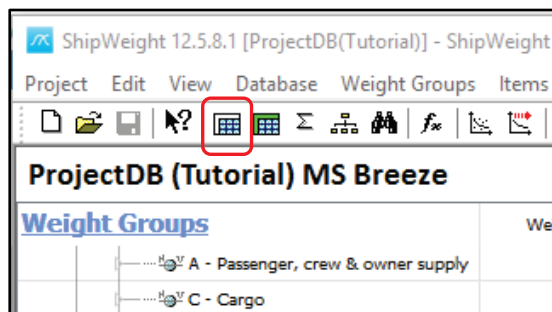 ShipWeight 12.5.8.1 [ProjectDB(Tutorial)] - ShipWeight
Project Edit View Database Weight Groups Items
ProjectDB (Tutorial) MS Breeze
Weight Groups We
A - Passenger, crew & owner supply
C - Cargo